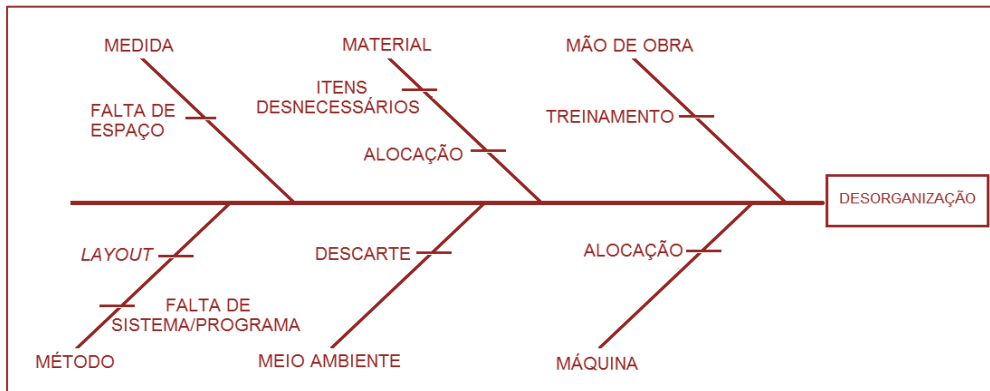 MEDIDA
MATERIAL
MÃO DE OBRA
ITENS
DESNECESSÁRIOS
FALTA DE
ESPAÇO
TREINAMENTO
ALOCAÇÃO
DESORGANIZAÇÃO
LAYOUT
DESCARTE
ALOCAÇÃO
FALTA DE
SISTEMA/PROGRAMA
MÉTODO
MEIO AMBIENTE
MÁQUINA